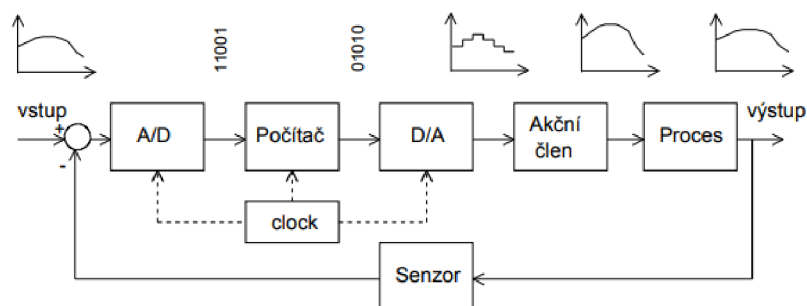 11001
01010
vstup
výstup
+
-
A/D
Počítač
D/A
Akční
člen
Proces
clock
Senzor